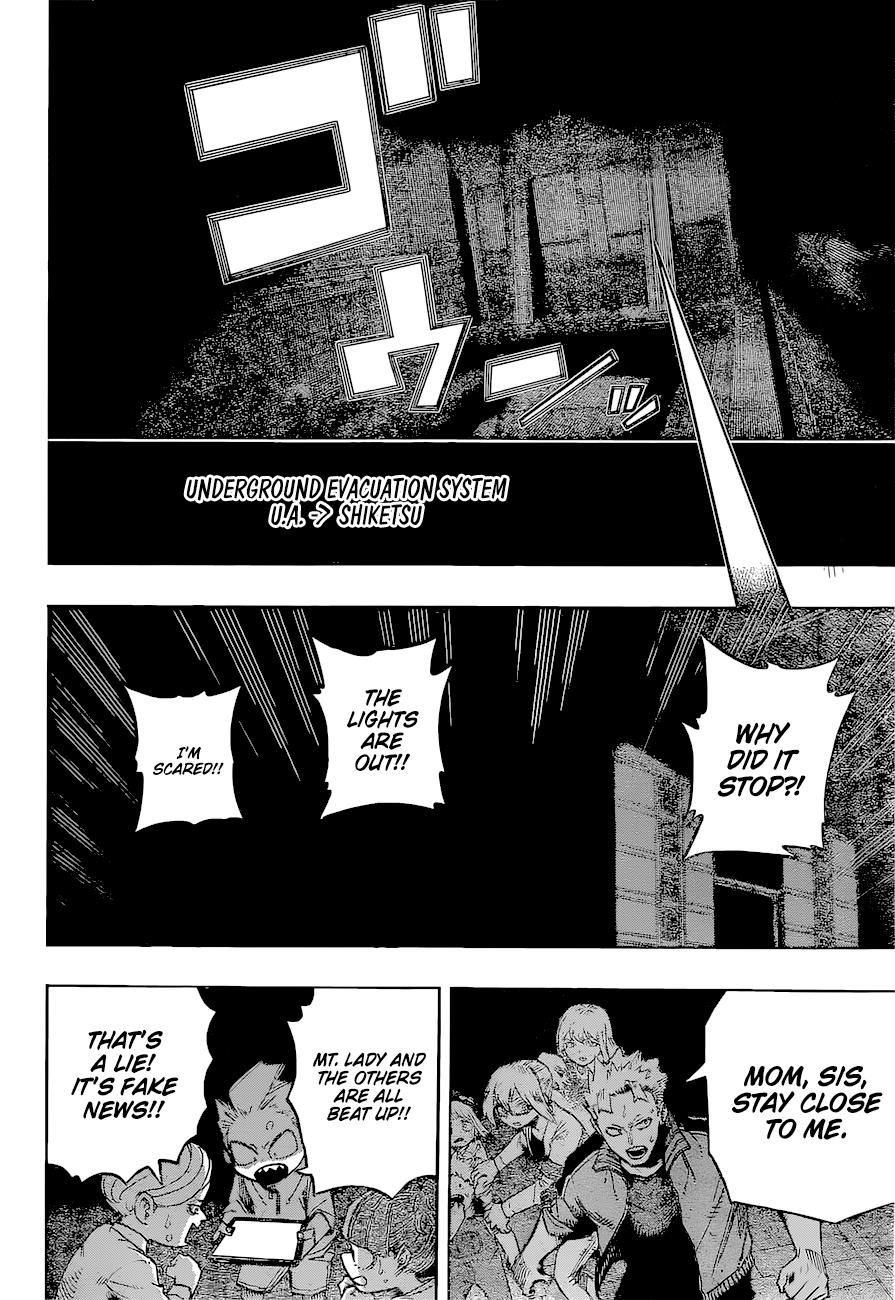 ゴウーン
UNDERGROUND EVACUATION SYSTEM
U.A. -> SHIKETSU
WHY
DID IT
STOP?!
THE
LIGHTS
ARE
OUT!!
I'M
SCARED!!
MOM, SIS,
STAY CLOSE
TO ME.
MT. LADY AND
THE OTHERS
ARE ALL
BEAT UP!!
THAT'S
A LIE!
IT'S FAKE
NEWS!!